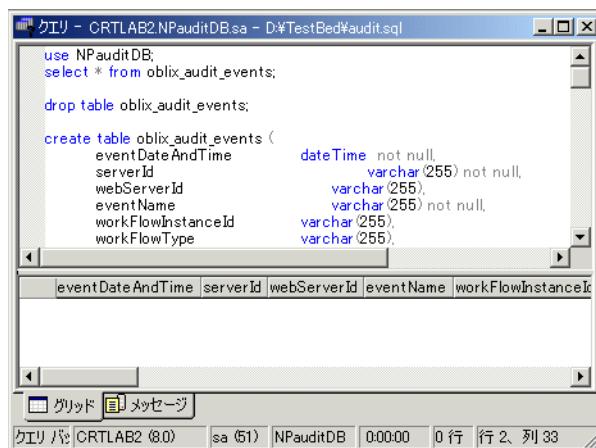 クエリ - CRTLAB2.NPauditDB.sa - D:¥TestBed¥audit.sql
use NPauditDB;
select * from oblix_audit_events;
drop table oblix_audit_events;
create table oblix_audit_events (
eventDateAndTime dateTime not null,
serverId varchar(255) not null,
webServerId varchar(255),
eventName varchar(255) not null,
workFlowInstanceId varchar(255),
workFlowType varchar(255),
eventDateAndTime serverId webServerId eventName workFlowInstanceId
グリッド メッセージ
クエリ バッ CRTLAB2 (8.0) sa (51) NPauditDB 0:00:00 0 行 行 2, 列 33